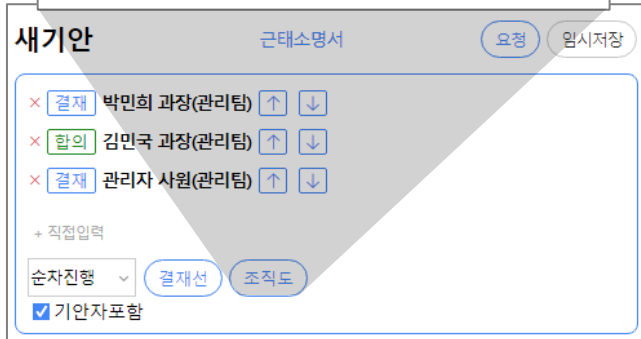 새기안 근태소명서 요청 임시저장
× 결재 박민희 과장(관리팀) ↑ ↓
× 합의 김민국 과장(관리팀) ↑ ↓
× 결재 관리자 사원(관리팀) ↑ ↓
+ 직접입력
순차진행 결재선 조직도
기안자포함